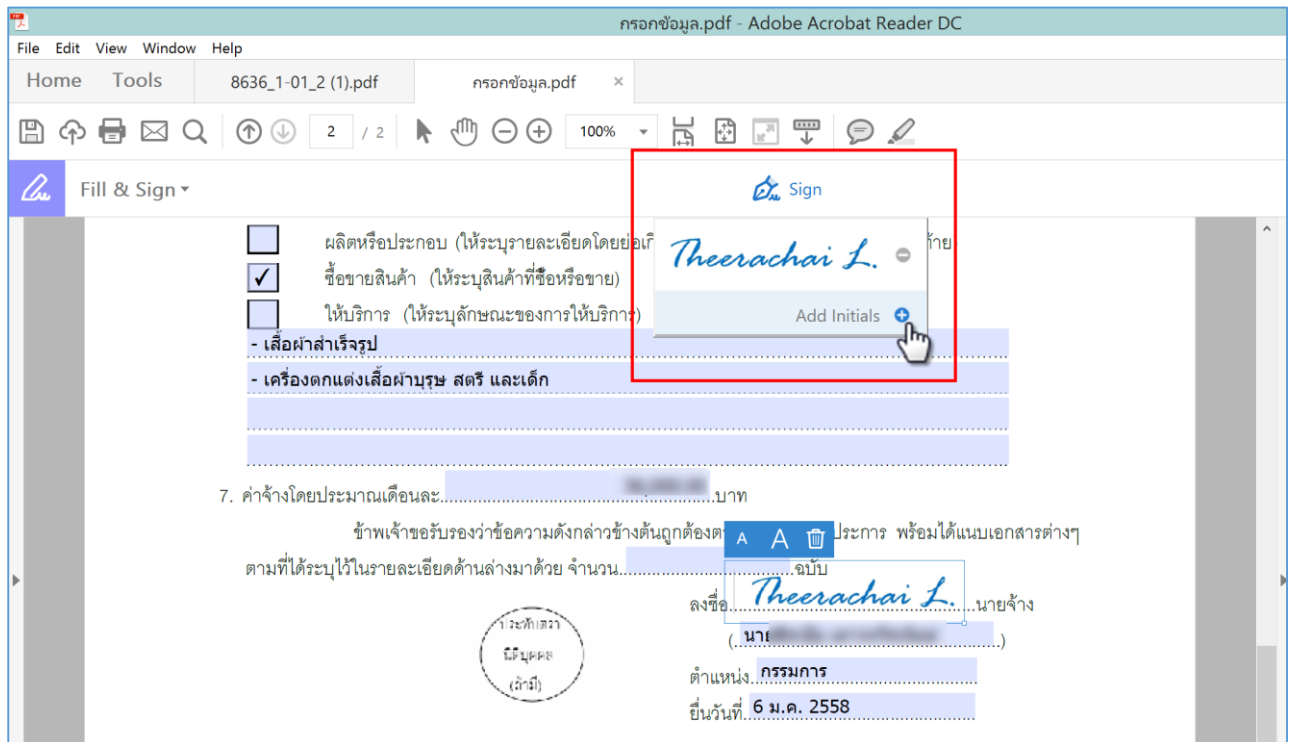 กรอกข้อมูล.pdf - Adobe Acrobat Reader DC
File Edit View Window Help
Home Tools 8636_1-01_2 (1).pdf กรอกข้อมูล.pdf ×
2 / 2 100%
Fill & Sign Sign
ผลิตหรือประกอบ (ให้ระบุรายละเอียดโดยย่อ
Theerachai L.
✓ ซื้อขายสินค้า (ให้ระบุสินค้าที่ซื้อหรือขาย)
ให้บริการ (ให้ระบุลักษณะของการให้บริการ) Add Initials
- เสื้อผ้าสำเร็จรูป
- เครื่องตกแต่งเสื้อผ้าบุรุษ สตรี และเด็ก
7. ค่าจ้างโดยประมาณเดือนละ บาท
ข้าพเจ้าขอรับรองว่าข้อความดังกล่าวข้างต้นถูกต้อง A A ประการ พร้อมได้แนบเอกสารต่างๆ
ตามที่ได้ระบุไว้ในรายละเอียดด้านล่างมาด้วย จำนวน ฉบับ
ลงชื่อ Theerachai L. นายจ้าง
ประทับตรา
นิติบุคคล
(ถ้ามี)
(นาย )
ตำแหน่ง กรรมการ
ยื่นวันที่ 6 ม.ค. 2558